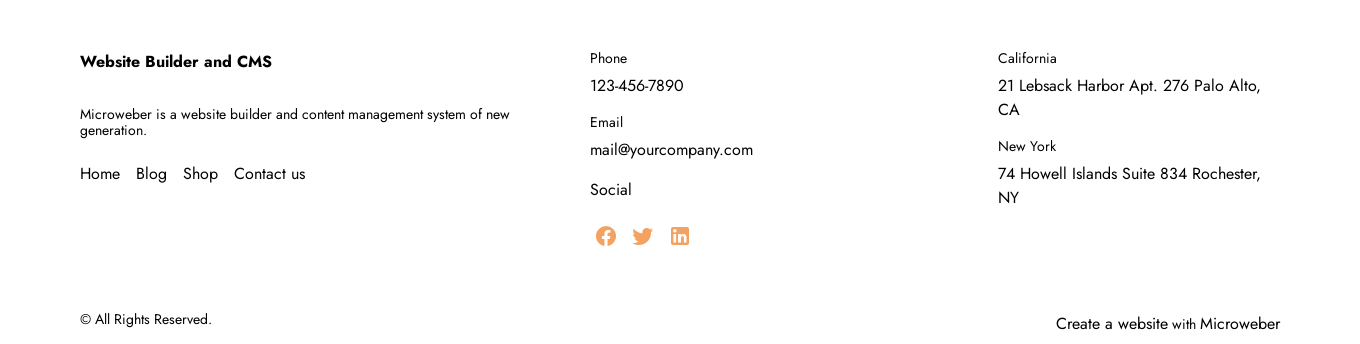 Website Builder and CMS
Microweber is a website builder and content management system of new
generation.
Home Blog Shop Contact us
Phone
123-456-7890
Email
mail@yourcompany.com
Social
California
21 Lebsack Harbor Apt. 276 Palo Alto,
CA
New York
74 Howell Islands Suite 834 Rochester,
NY
© All Rights Reserved.
Create a website with Microweber